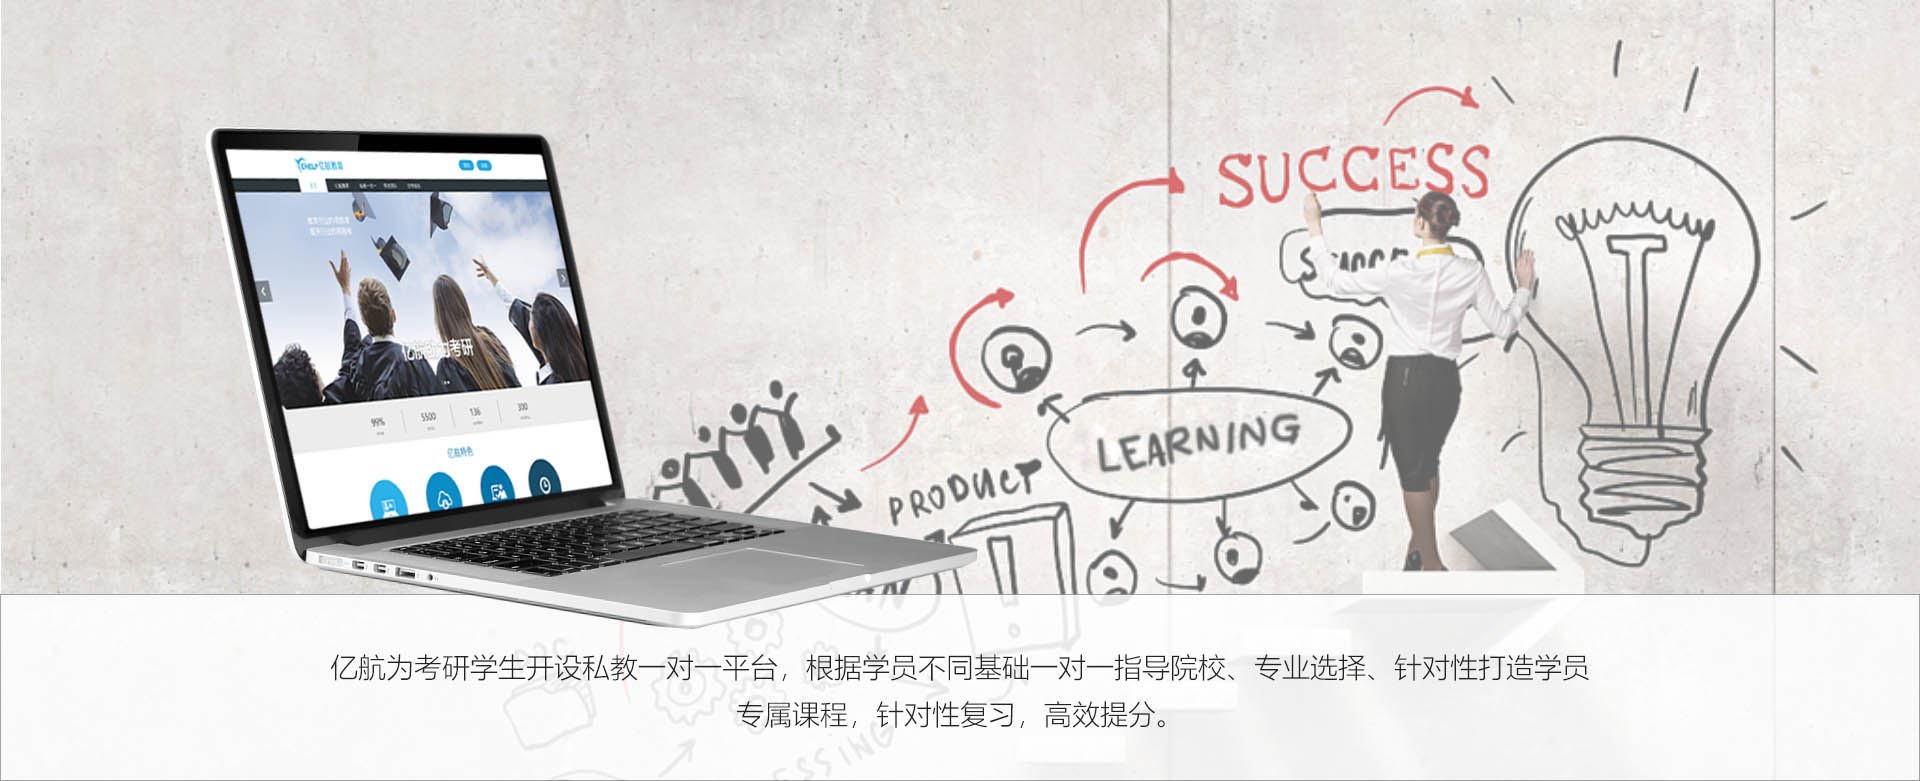 亿航教育
亿航助力考研
99%
5500
136
300
亿航特色
SUCCESS
LEARNING
PRODUCT
亿航为考研学生开设私教一对一平台，根据学员不同基础一对一指导院校、专业选择、针对性打造学员
专属课程，针对性复习，高效提分。